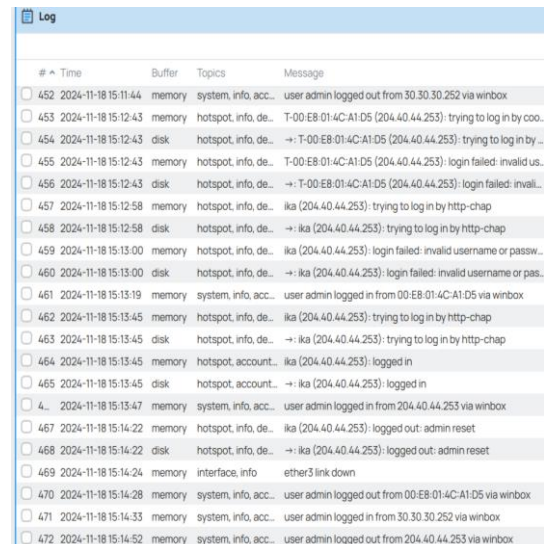 Log
# Time Buffer Topics Message
452 2024-11-18 15:11:44 memory system, info, acc... user admin logged out from 30.30.30.252 via winbox
453 2024-11-18 15:12:43 memory hotspot, info, de... T-00:E8:01:4C:A1:D5 (204.40.44.253): trying to log in by coo...
454 2024-11-18 15:12:43 disk hotspot, info, de... →: T-00:E8:01:4C:A1:D5 (204.40.44.253): trying to log in by ...
455 2024-11-18 15:12:43 memory hotspot, info, de... T-00:E8:01:4C:A1:D5 (204.40.44.253): login failed: invalid us...
456 2024-11-18 15:12:43 disk hotspot, info, de... →: T-00:E8:01:4C:A1:D5 (204.40.44.253): login failed: invali...
457 2024-11-18 15:12:58 memory hotspot, info, de... ika (204.40.44.253): trying to log in by http-chap
458 2024-11-18 15:12:58 disk hotspot, info, de... →: ika (204.40.44.253): trying to log in by http-chap
459 2024-11-18 15:13:00 memory hotspot, info, de... ika (204.40.44.253): login failed: invalid username or passw...
460 2024-11-18 15:13:00 disk hotspot, info, de... →: ika (204.40.44.253): login failed: invalid username or pas...
461 2024-11-18 15:13:19 memory system, info, acc... user admin logged in from 00:E8:01:4C:A1:D5 via winbox
462 2024-11-18 15:13:45 memory hotspot, info, de... ika (204.40.44.253): trying to log in by http-chap
463 2024-11-18 15:13:45 disk hotspot, info, de... →: ika (204.40.44.253): trying to log in by http-chap
464 2024-11-18 15:13:45 memory hotspot, account... ika (204.40.44.253): logged in
465 2024-11-18 15:13:45 disk hotspot, account... →: ika (204.40.44.253): logged in
4... 2024-11-18 15:13:47 memory system, info, acc... user admin logged in from 204.40.44.253 via winbox
467 2024-11-18 15:14:22 memory hotspot, info, de... ika (204.40.44.253): logged out: admin reset
468 2024-11-18 15:14:22 disk hotspot, info, de... →: ika (204.40.44.253): logged out: admin reset
469 2024-11-18 15:14:24 memory interface, info ether3 link down
470 2024-11-18 15:14:28 memory system, info, acc... user admin logged out from 00:E8:01:4C:A1:D5 via winbox
471 2024-11-18 15:14:33 memory system, info, acc... user admin logged in from 30.30.30.252 via winbox
472 2024-11-18 15:14:52 memory system, info, acc... user admin logged out from 204.40.44.253 via winbox